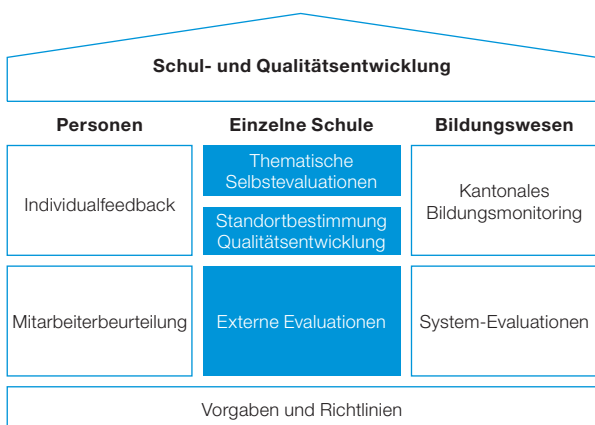 Schul- und Qualitätsentwicklung
Personen
Einzelne Schule
Bildungswesen
Individualfeedback
Thematische
Selbstevaluationen
Standortbestimmung
Qualitätsentwicklung
Kantonales
Bildungsmonitoring
Mitarbeiterbeurteilung
Externe Evaluationen
System-Evaluationen
Vorgaben und Richtlinien